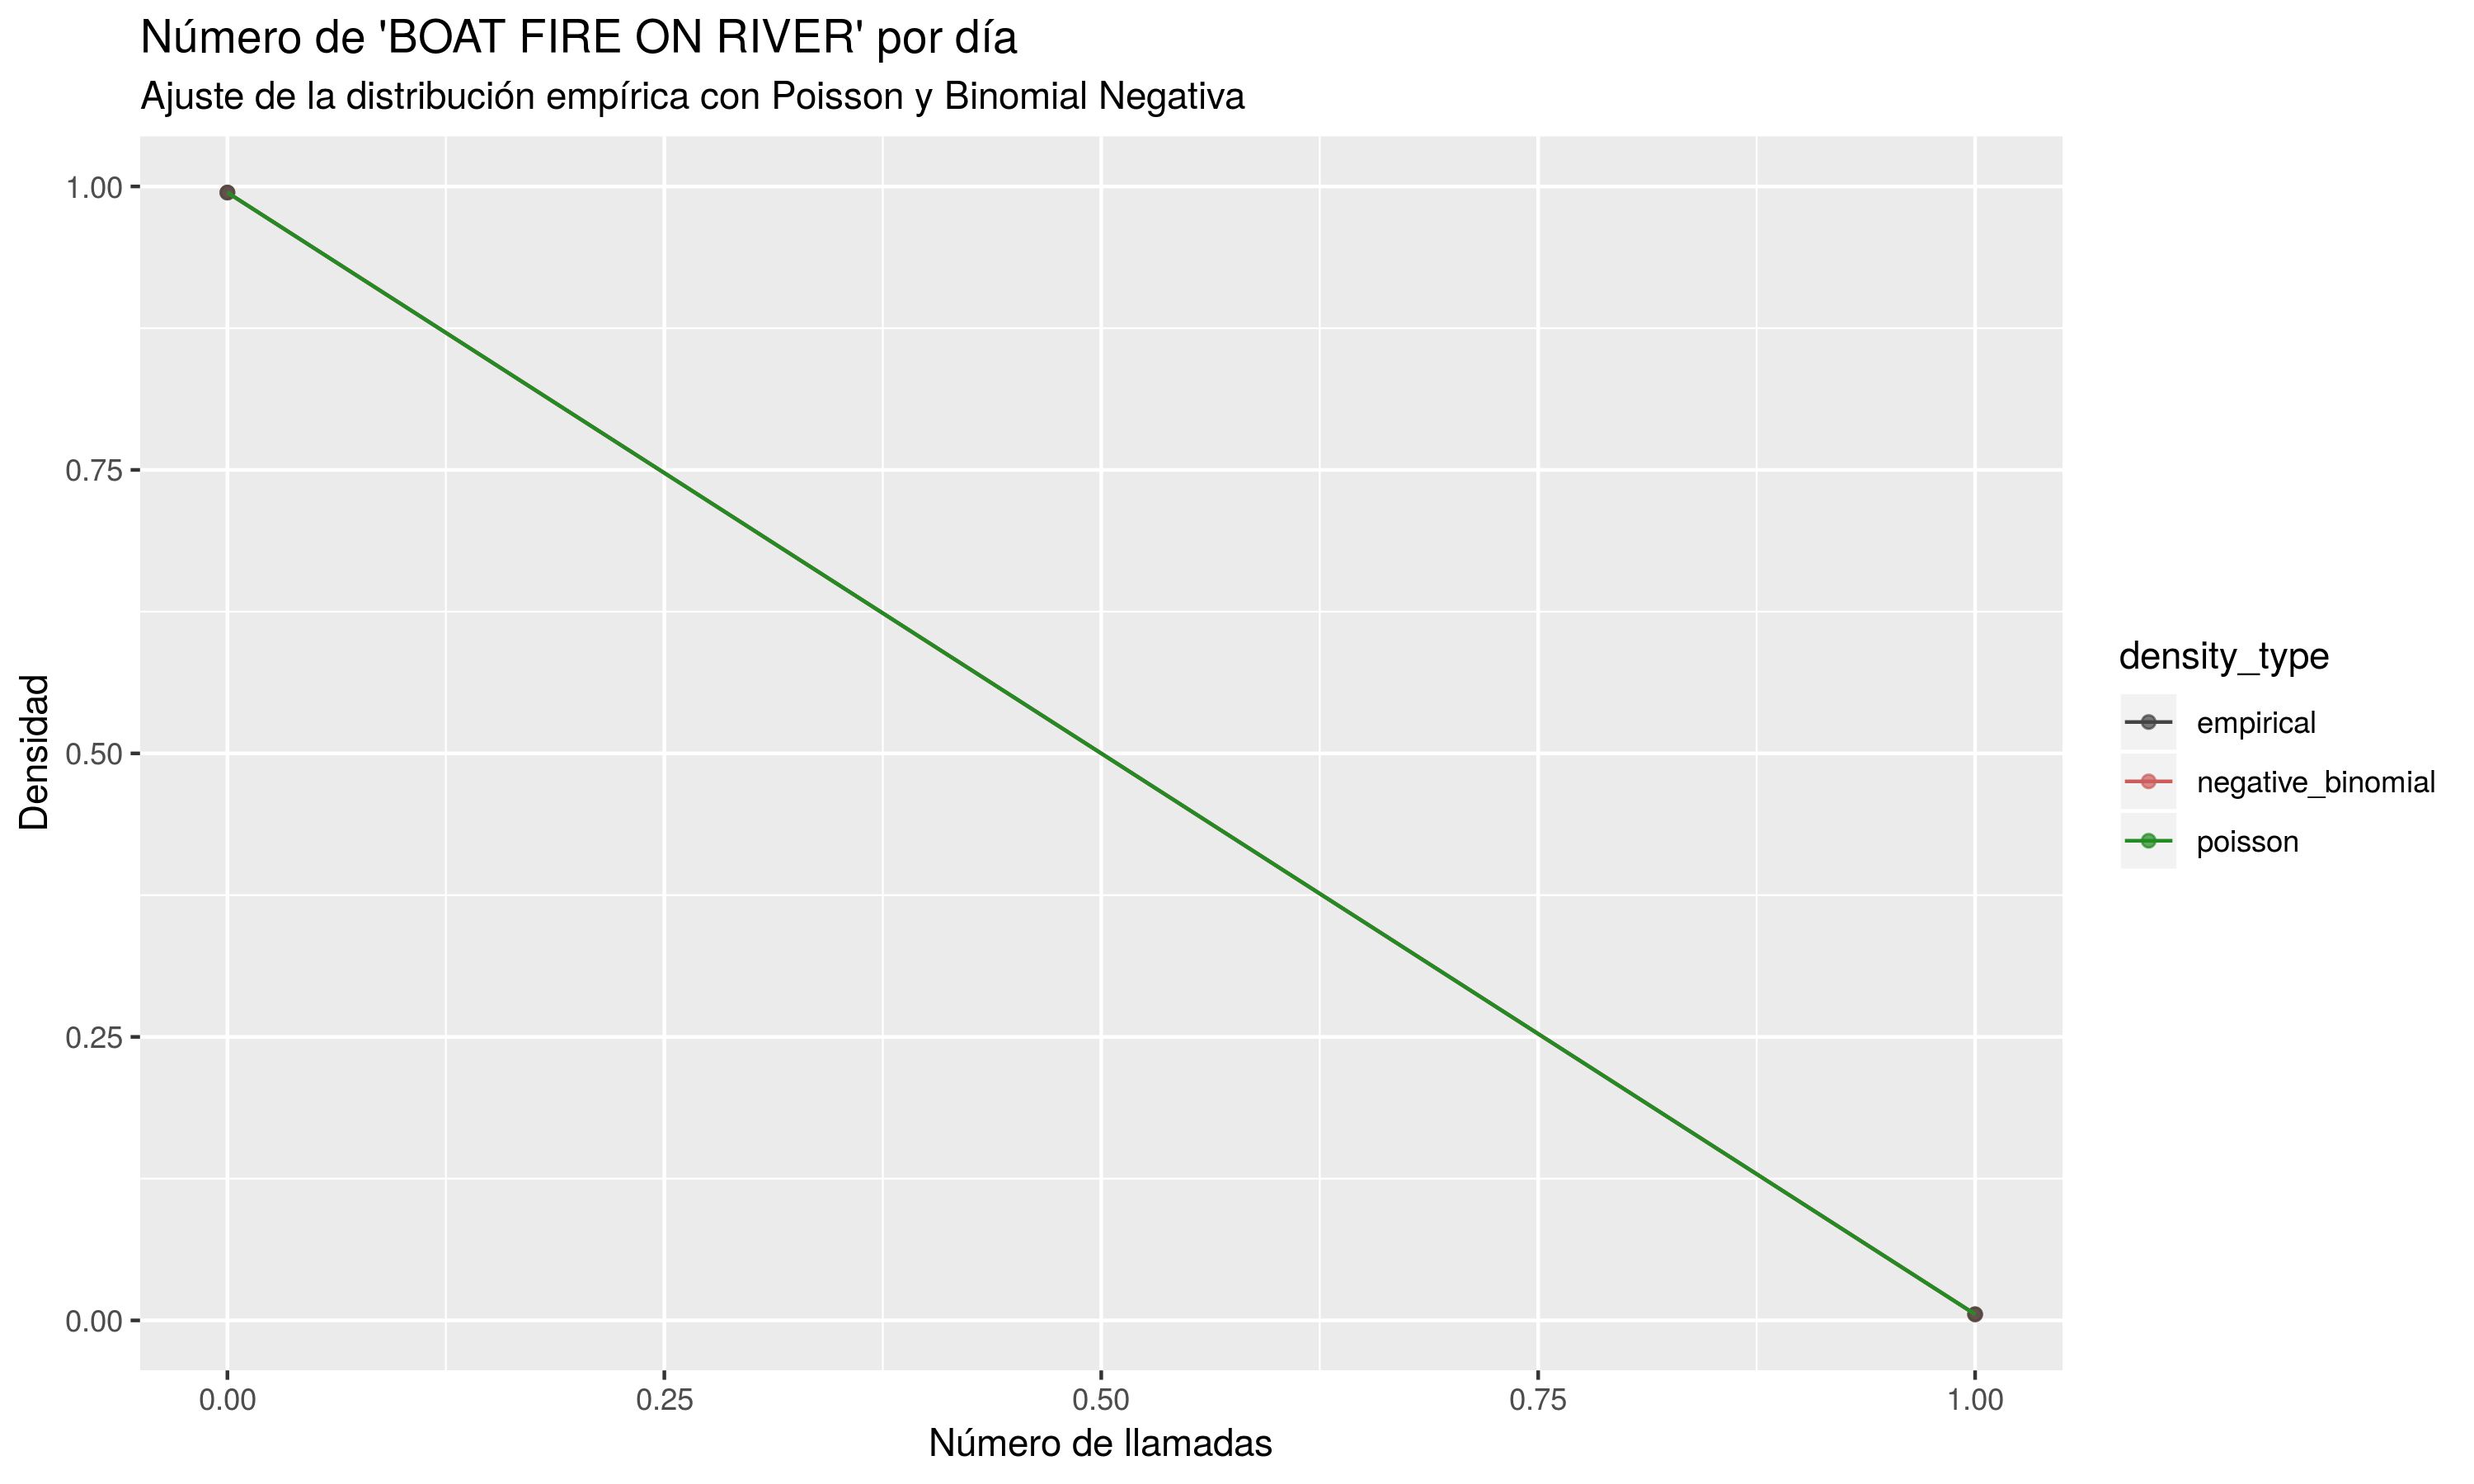 Número de 'BOAT FIRE ON RIVER' por día
Ajuste de la distribución empírica con Poisson y Binomial Negativa
1.00
0.75
0.50
0.25
0.00
Densidad
0.00
0.25
0.50
0.75
1.00
Número de llamadas
density_type
empirical
negative_binomial
poisson